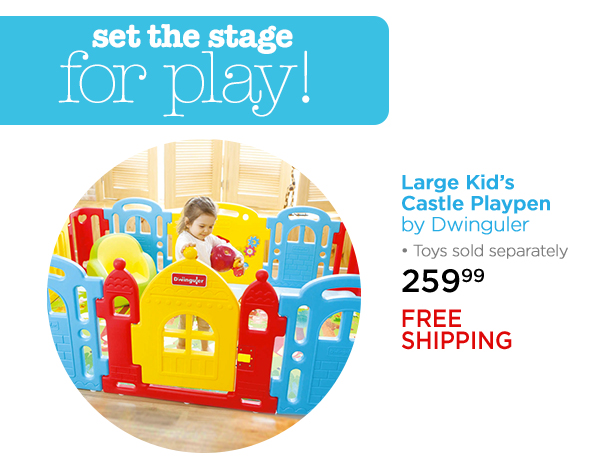 set the stage
for play!
Dwinguler
Large Kid's
Castle Playpen
by Dwinguler
• Toys sold separately
259⁹⁹
FREE
SHIPPING